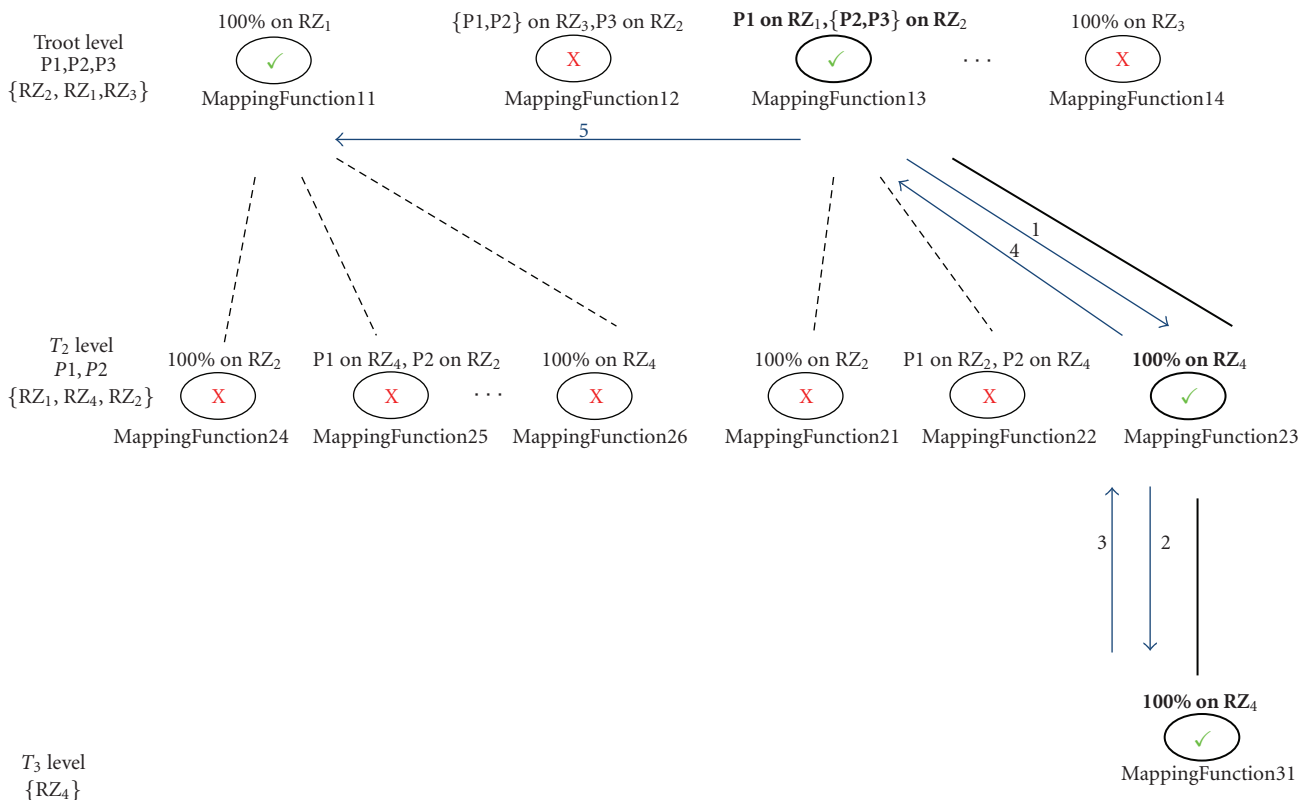 100% on RZ₁
{P1,P2} on RZ₃,P3 on RZ₂
P1 on RZ₁,{P2,P3} on RZ₂
100% on RZ₃
Troot level
P1,P2,P3
{RZ₂, RZ₁,RZ₃}
✓
X
✓
· · ·
X
MappingFunction11
MappingFunction12
MappingFunction13
MappingFunction14
5
1
4
T₂ level
P1, P2
{RZ₁, RZ₄, RZ₂}
100% on RZ₂
P1 on RZ₄, P2 on RZ₂
100% on RZ₄
100% on RZ₂
P1 on RZ₂, P2 on RZ₄
100% on RZ₄
X
X
· · ·
X
X
X
✓
MappingFunction24
MappingFunction25
MappingFunction26
MappingFunction21
MappingFunction22
MappingFunction23
3
2
100% on RZ₄
✓
MappingFunction31
T₃ level
{RZ₄}